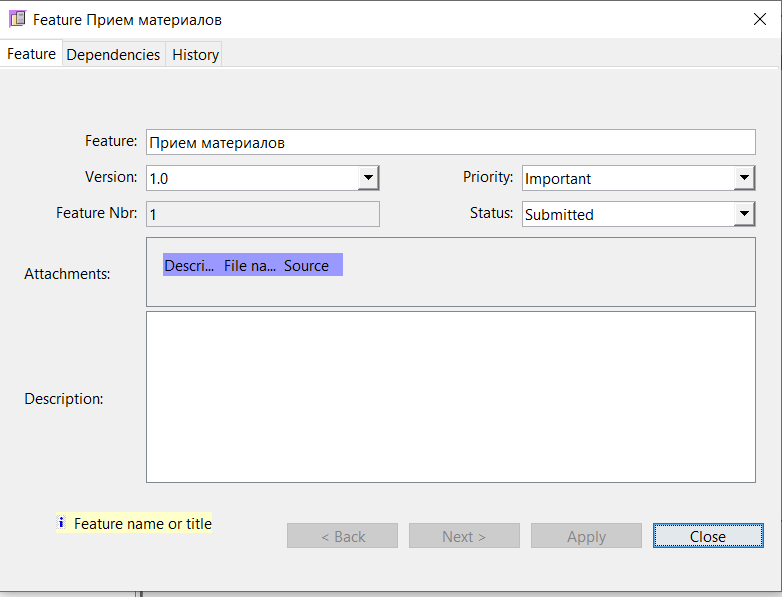 Feature Прием материалов
Feature Dependencies History
Feature: Прием материалов
Version: 1.0 Priority: Important
Feature Nbr: 1 Status: Submitted
Attachments: Descri... File na... Source
Description:
Feature name or title
< Back Next > Apply Close